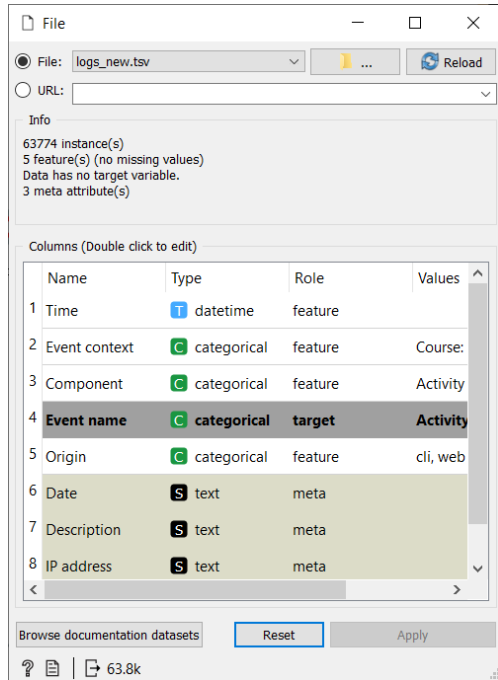 File
File: logs_new.tsv ... Reload
URL:
Info
63774 instance(s)
5 feature(s) (no missing values)
Data has no target variable.
3 meta attribute(s)
Columns (Double click to edit)
Name Type Role Values
1 Time T datetime feature
2 Event context C categorical feature Course:
3 Component C categorical feature Activity
4 Event name C categorical target Activity
5 Origin C categorical feature cli, web
6 Date S text meta
7 Description S text meta
8 IP address S text meta
Browse documentation datasets Reset Apply
? 63.8k